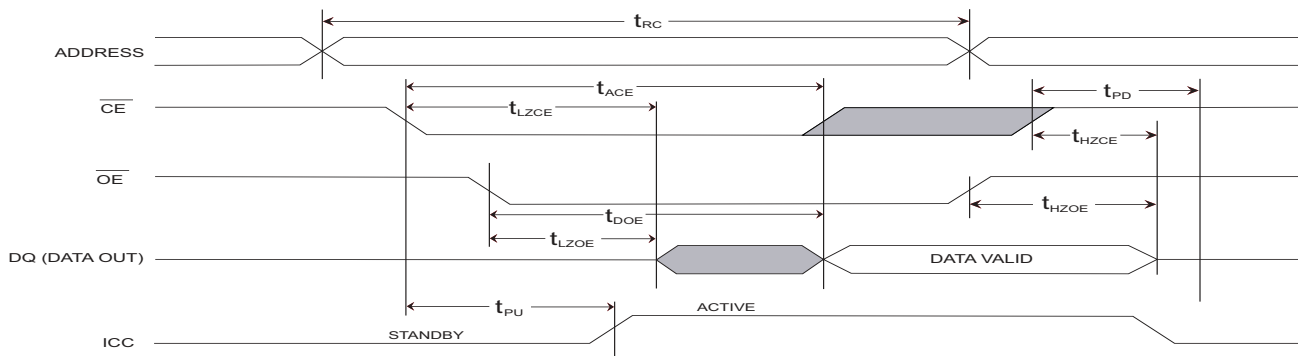 tRC
ADDRESS
tACE
CE
tLZCE
tPD
tHZCE
OE
tHZOE
tDOE
tLZOE
DQ (DATA OUT)
DATA VALID
tPU
ACTIVE
STANDBY
ICC